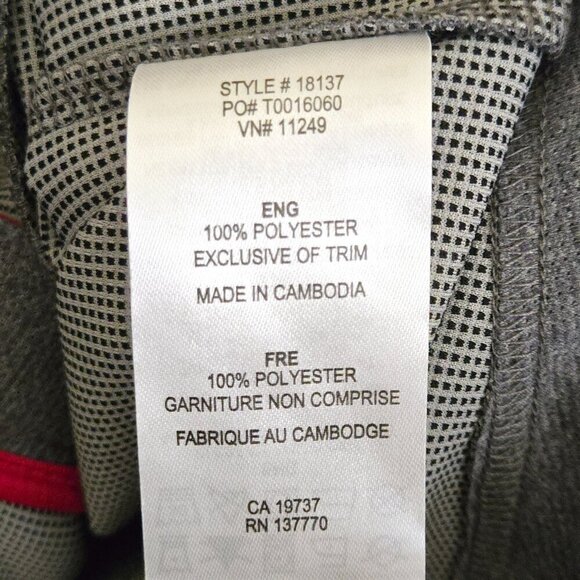 STYLE # 18137
PO# T0016060
VN# 11249
ENG
100% POLYESTER
EXCLUSIVE OF TRIM
MADE IN CAMBODIA
FRE
100% POLYESTER
GARNITURE NON COMPRISE
FABRIQUE AU CAMBODGE
CA 19737
RN 137770